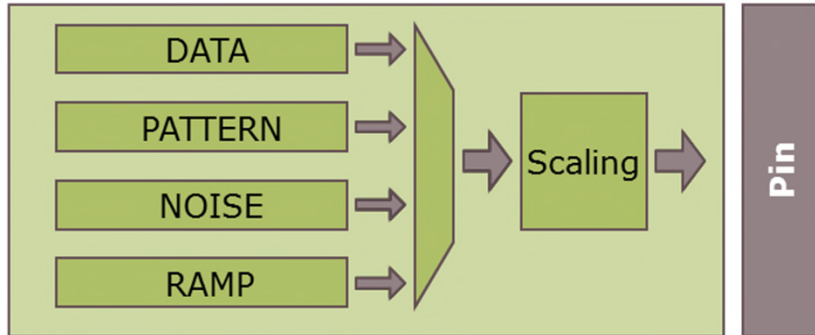 DATA
PATTERN
NOISE
RAMP
Scaling
Pin